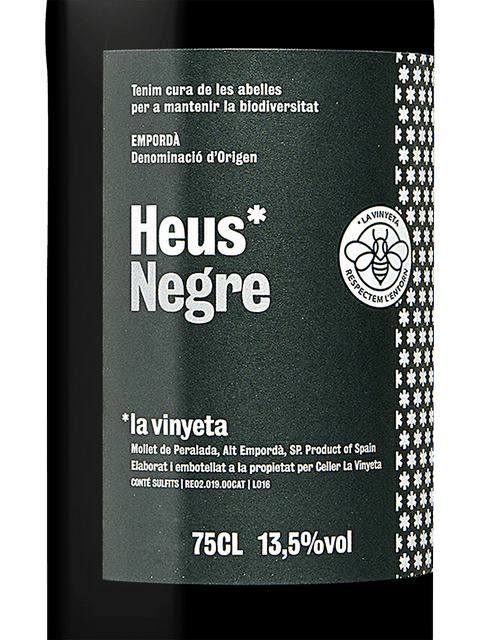 Tenim cura de les abelles
per a mantenir la biodiversitat
EMPORDÀ
Denominació d'Origen
Heus*
Negre
*LA VINYETA
RESPECTEM L'ENTORN
*la vinyeta
Mollet de Peralada, Alt Empordà, SP. Product of Spain
Elaborat i embotellat a la propietat per Celler La Vinyeta
CONTÉ SULFITS | RE02.019.00CAT | L016
75CL 13,5%vol